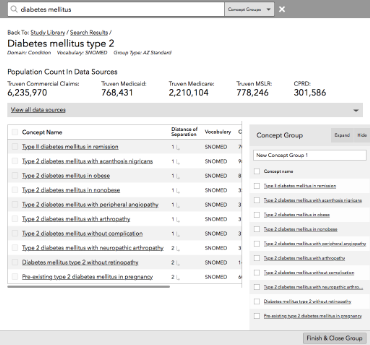 diabetes mellitus
Concept Groups
Back To: Study Library / Search Results /
Diabetes mellitus type 2
Domain: Condition Vocabulary: SNOMED Group Type: AZ Standard
Population Count In Data Sources
Truven Commercial Claims: Truven Medicaid: Truven Medicare: Truven MSLR: CPRD:
6,235,970 768,431 2,210,104 778,246 301,586
View all data sources
Concept Name Distance of Separation Vocabulary C
Type II diabetes mellitus in remission 1 SNOMED
Type 2 diabetes mellitus with acanthosis nigricans 1 SNOMED
Type 2 diabetes mellitus in obese 1 SNOMED
Type 2 diabetes mellitus in nonobese 1 SNOMED
Type 2 diabetes mellitus with peripheral angiopathy 1 SNOMED
Type 2 diabetes mellitus with arthropathy 1 SNOMED
Type 2 diabetes mellitus without complication 1 SNOMED
Type 2 diabetes mellitus with neuropathic arthropathy 2 SNOMED
Diabetes mellitus type 2 without retinopathy 2 SNOMED
Pre-existing type 2 diabetes mellitus in pregnancy 2 SNOMED
Concept Group Expand Hide
New Concept Group 1
Concept name
Type II diabetes mellitus in remission
Type 2 diabetes mellitus with acanthosis nigricans
Type 2 diabetes mellitus in obese
Type 2 diabetes mellitus in nonobese
Type 2 diabetes mellitus with peripheral angiopathy
Type 2 diabetes mellitus with arthropathy
Type 2 diabetes mellitus without complication
Type 2 diabetes mellitus with neuropathic arthro...
Diabetes mellitus type 2 without retinopathy
Pre-existing type 2 diabetes mellitus in pregnancy
Finish & Close Group